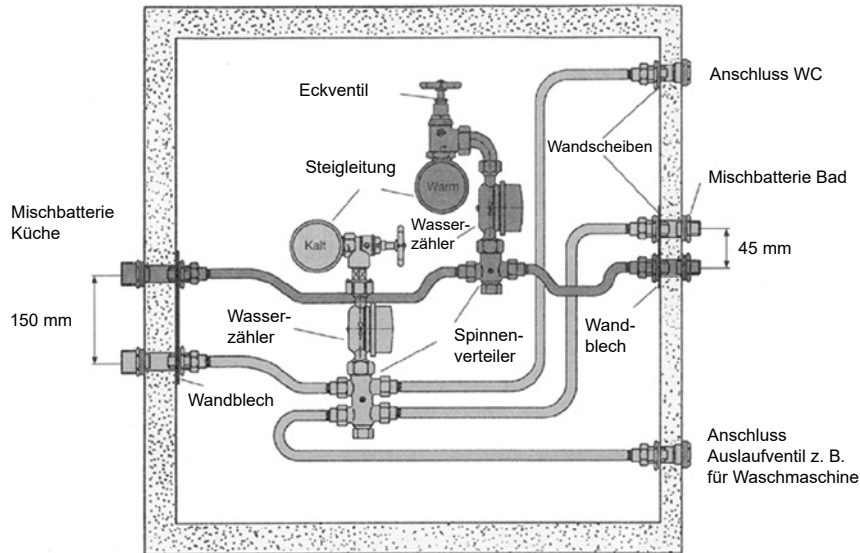 Eckventil
Anschluss WC
Wandscheiben
Steigleitung
Warm
Mischbatterie Bad
Mischbatterie
Küche
Wasser-
zähler
Kalt
45 mm
150 mm
Wasser-
zähler
Spinnen-
verteiler
Wand-
blech
Wandblech
Anschluss
Auslaufventil z. B.
für Waschmaschine